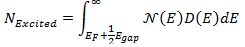 N_{Excited} = \int_{E_F+\frac{1}{2}E_{gap}}^{\infty} \mathcal{N}(E)D(E)dE